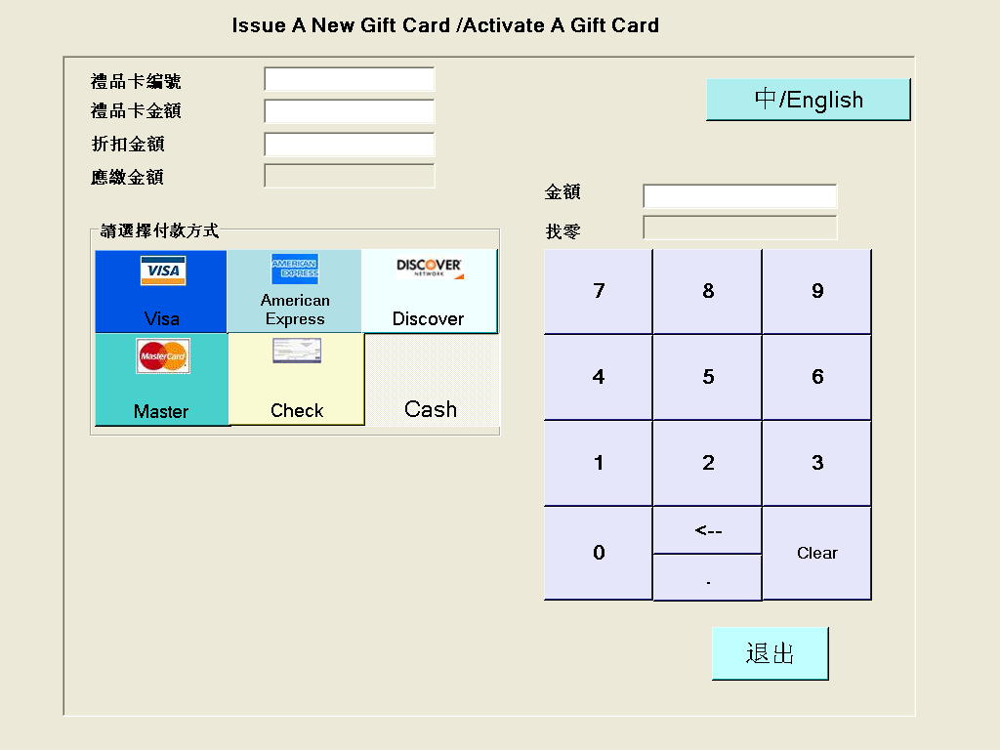 Issue A New Gift Card /Activate A Gift Card
禮品卡编號
禮品卡金額
折扣金額
應繳金額
中/English
金額
找零
請選擇付款方式
VISA
Visa
AMERICAN EXPRESS
American
Express
DISCOVER
NETWORK
Discover
MasterCard
Master
Check
Cash
7
8
9
4
5
6
1
2
3
0
<--
.
Clear
退出